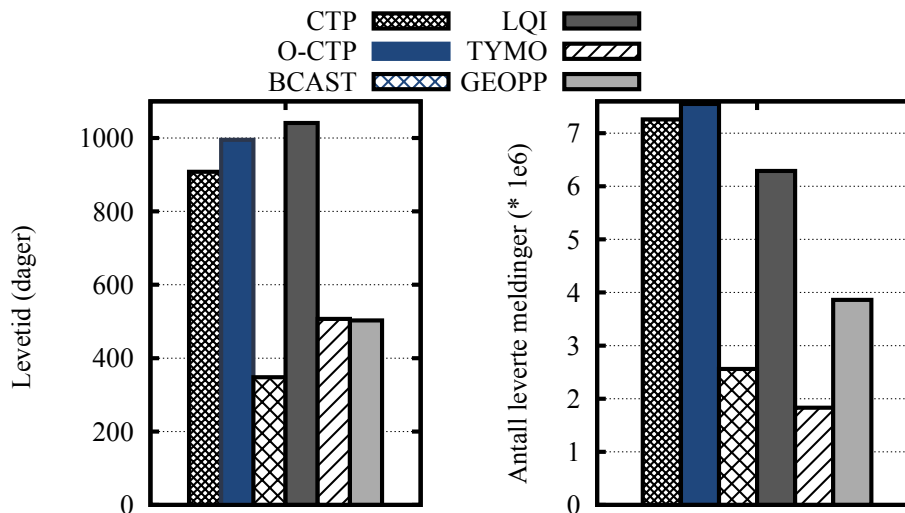 CTP
O-CTP
BCAST
LQI
TYMO
GEOPP
Levetid (dager)
1000
800
600
400
200
0
Antall leverte meldinger (* 1e6)
7
6
5
4
3
2
1
0